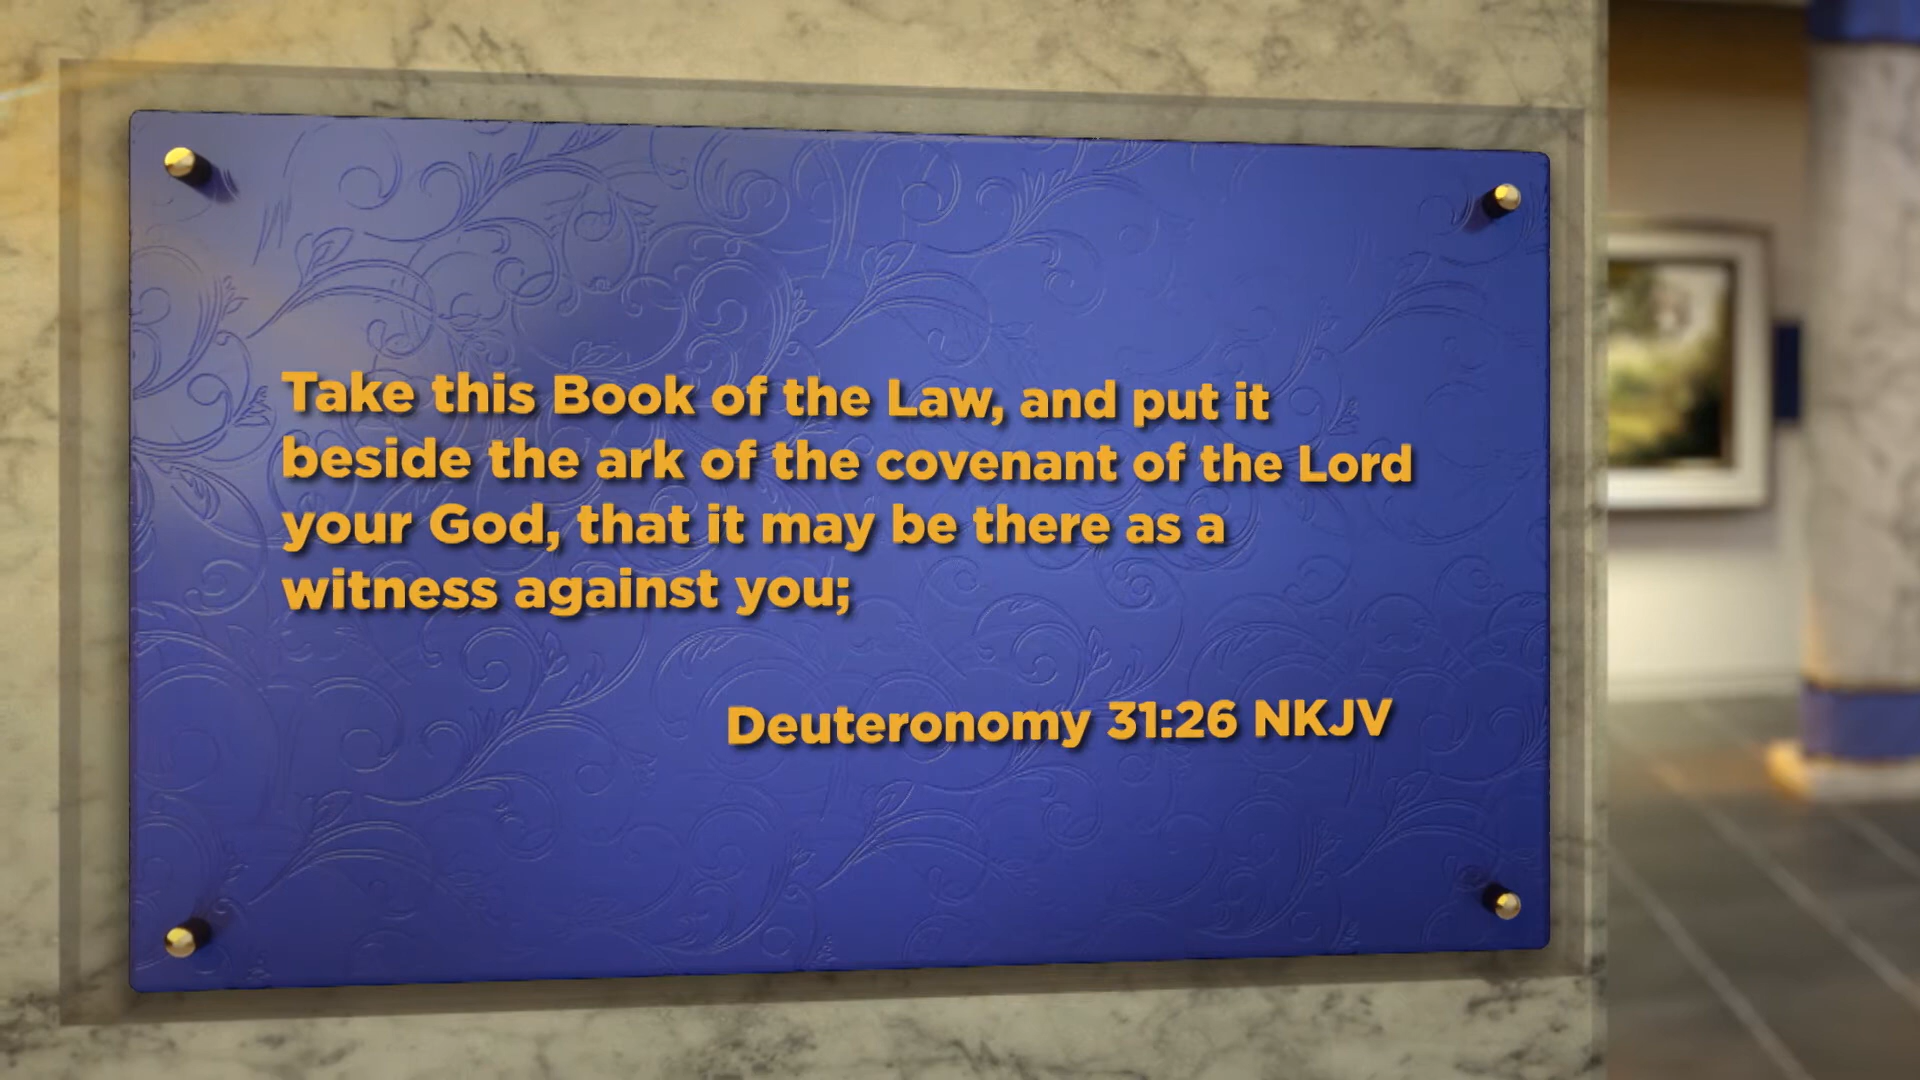 Take this Book of the Law, and put it
beside the ark of the covenant of the Lord
your God, that it may be there as a
witness against you;
Deuteronomy 31:26 NKJV